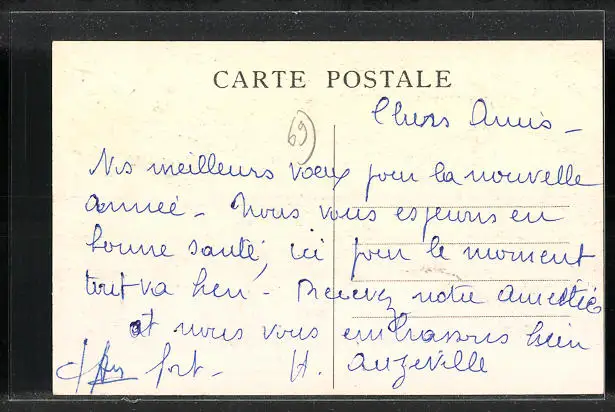 CARTE POSTALE
Chers Amis -
69
Nos meilleurs voeux pour la nouvelle
année - Nous vous espérons en
bonne santé, ici pour le moment
tout va bien - Recevez notre amitié
et nous vous embrassons bien
fort - H. Auzeville